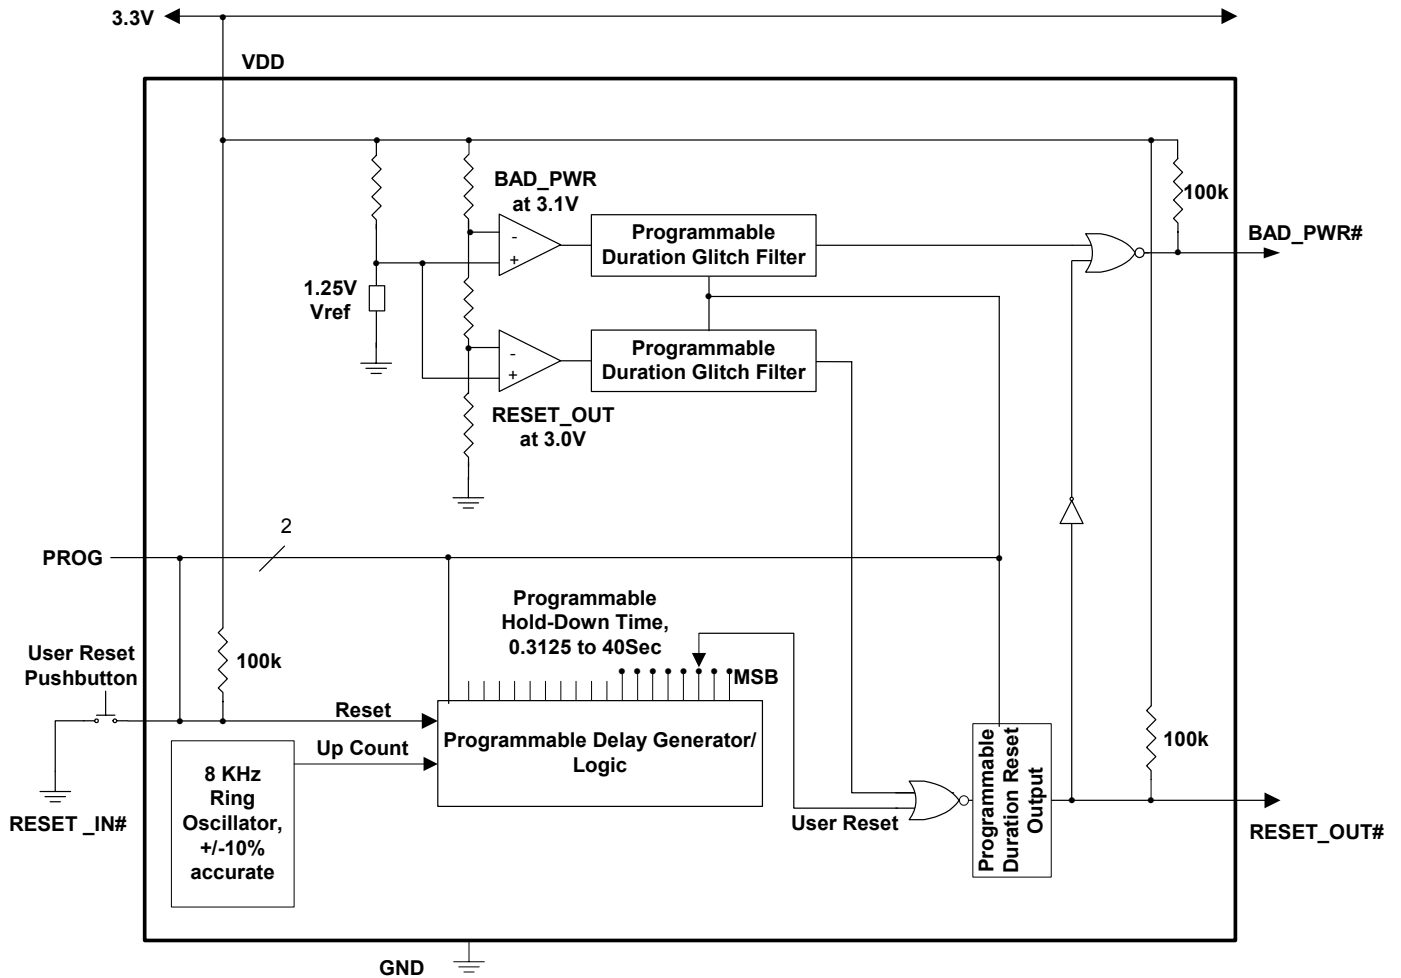 3.3V
VDD
BAD_PWR
at 3.1V
-
+
Programmable
Duration Glitch Filter
100k
BAD_PWR#
1.25V
Vref
-
+
Programmable
Duration Glitch Filter
RESET_OUT
at 3.0V
2
PROG
Programmable
Hold-Down Time,
0.3125 to 40Sec
MSB
User Reset
Pushbutton
100k
Reset
Up Count
Programmable Delay Generator/
Logic
8 KHz
Ring
Oscillator,
+/-10%
accurate
RESET _IN#
User Reset
Programmable
Duration Reset
Output
100k
RESET_OUT#
GND